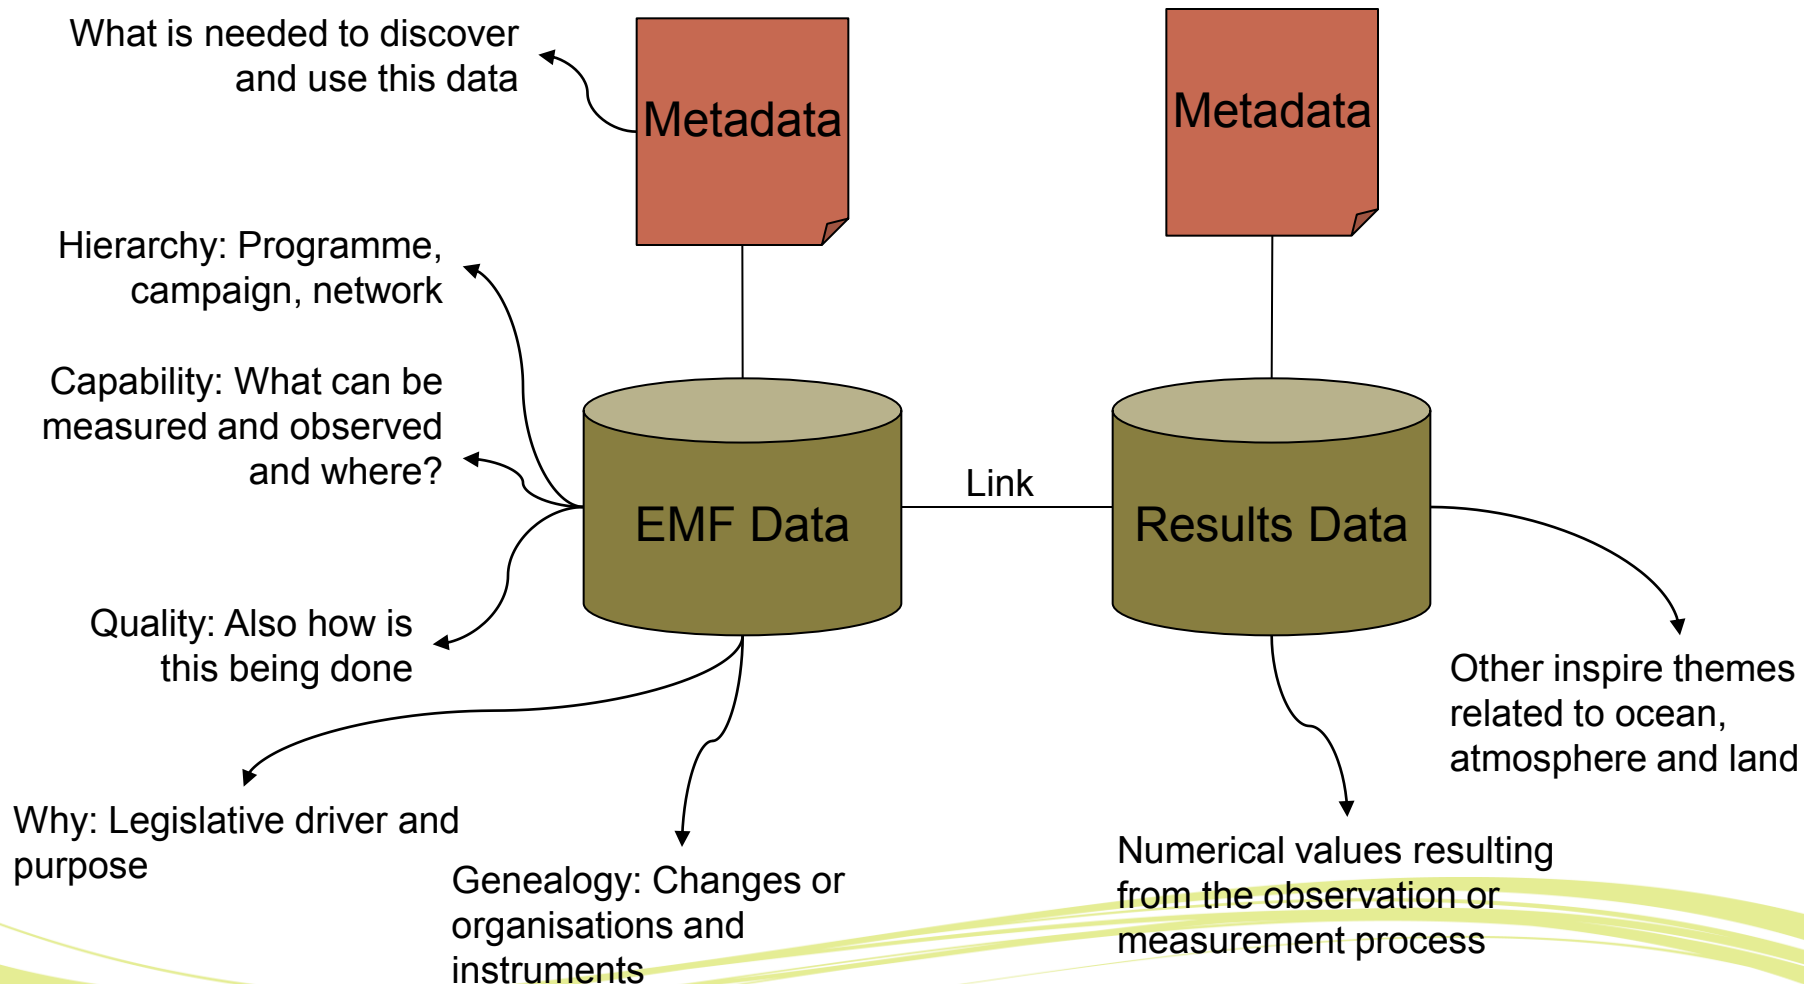 What is needed to discover
and use this data
Metadata
Metadata
Hierarchy: Programme,
campaign, network
Capability: What can be
measured and observed
and where?
EMF Data
Link
Results Data
Quality: Also how is
this being done
Other inspire themes
related to ocean,
atmosphere and land
Why: Legislative driver and
purpose
Genealogy: Changes or
organisations and
instruments
Numerical values resulting
from the observation or
measurement process